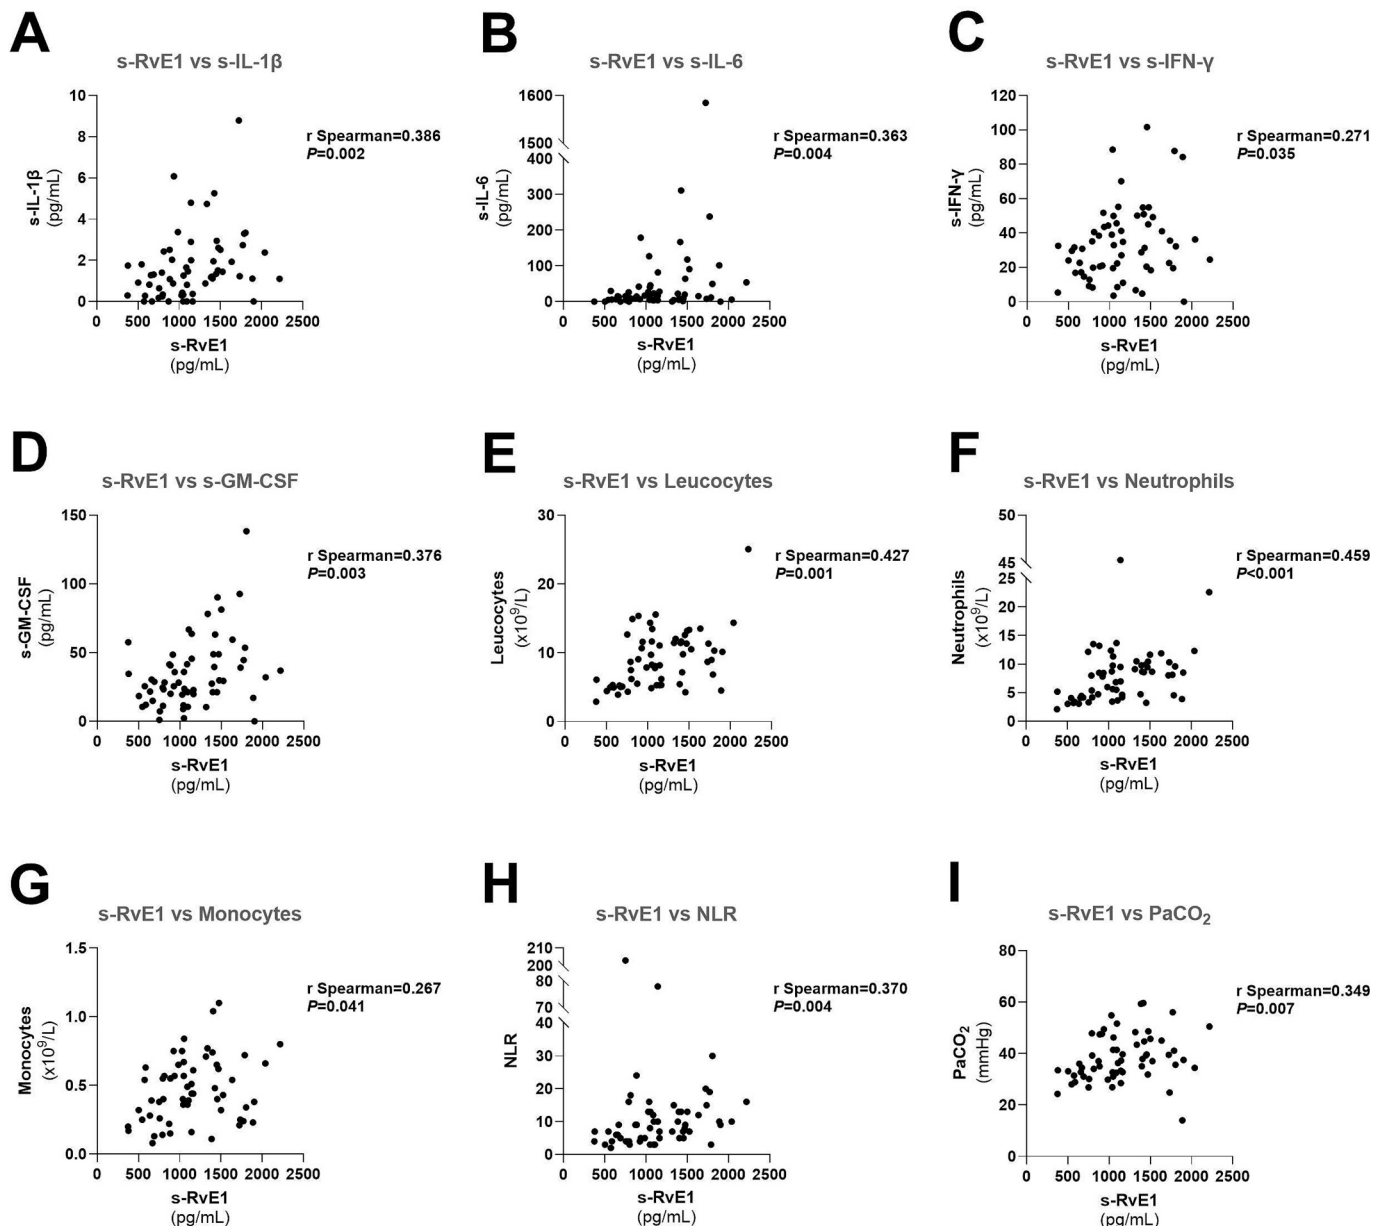 A
s-RvE1 vs s-IL-1β
10
8
6
4
2
0
s-IL-1β
(pg/mL)
r Spearman=0.386
P=0.002
0 500 1000 1500 2000 2500
s-RvE1
(pg/mL)
B
s-RvE1 vs s-IL-6
1600
1500
400
300
200
100
0
s-IL-6
(pg/mL)
r Spearman=0.363
P=0.004
0 500 1000 1500 2000 2500
s-RvE1
(pg/mL)
C
s-RvE1 vs s-IFN-γ
120
100
80
60
40
20
0
s-IFN-γ
(pg/mL)
r Spearman=0.271
P=0.035
0 500 1000 1500 2000 2500
s-RvE1
(pg/mL)
D
s-RvE1 vs s-GM-CSF
150
100
50
0
s-GM-CSF
(pg/mL)
r Spearman=0.376
P=0.003
0 500 1000 1500 2000 2500
s-RvE1
(pg/mL)
E
s-RvE1 vs Leucocytes
30
20
10
0
Leucocytes
(x10⁹/L)
r Spearman=0.427
P=0.001
0 500 1000 1500 2000 2500
s-RvE1
(pg/mL)
F
s-RvE1 vs Neutrophils
50
45
25
20
15
10
5
0
Neutrophils
(x10⁹/L)
r Spearman=0.459
P<0.001
0 500 1000 1500 2000 2500
s-RvE1
(pg/mL)
G
s-RvE1 vs Monocytes
1.5
1.0
0.5
0.0
Monocytes
(x10⁹/L)
r Spearman=0.267
P=0.041
0 500 1000 1500 2000 2500
s-RvE1
(pg/mL)
H
s-RvE1 vs NLR
210
200
80
70
40
30
20
10
0
NLR
r Spearman=0.370
P=0.004
0 500 1000 1500 2000 2500
s-RvE1
(pg/mL)
I
s-RvE1 vs PaCO₂
80
60
40
20
0
PaCO₂
(mmHg)
r Spearman=0.349
P=0.007
0 500 1000 1500 2000 2500
s-RvE1
(pg/mL)